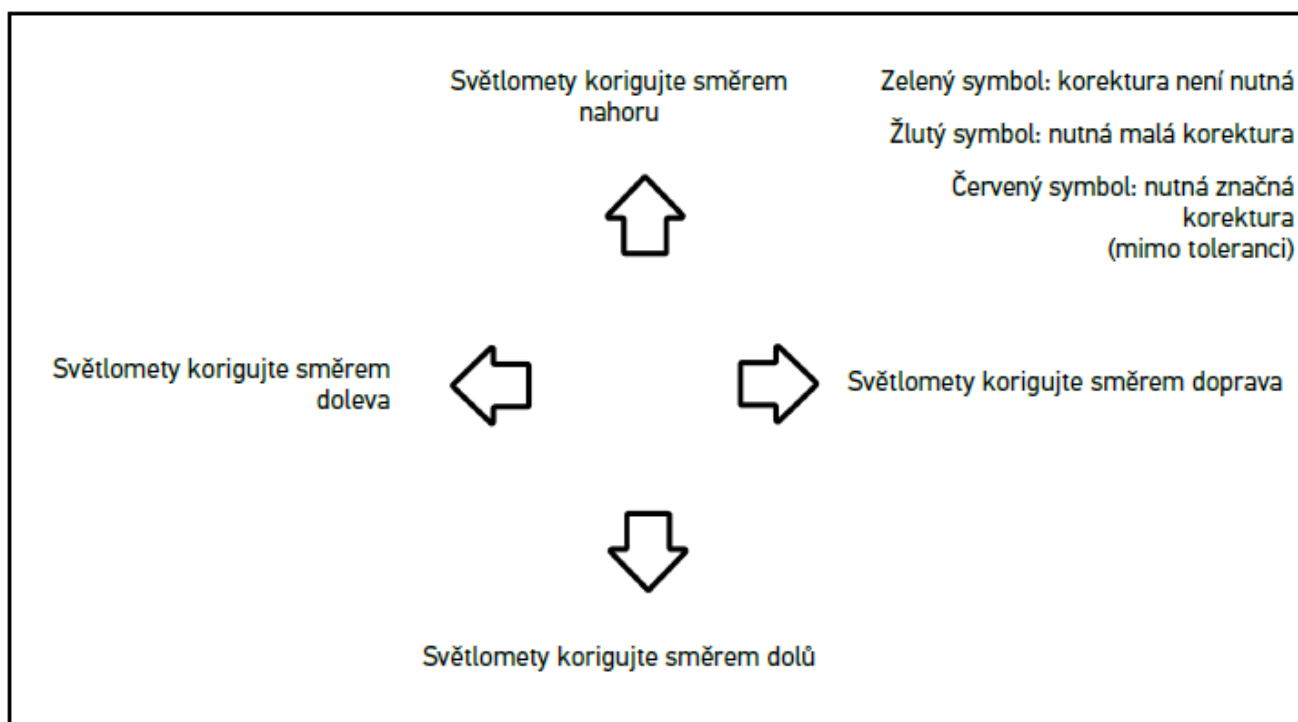 Světlomety korigujte směrem
nahoru
Zelený symbol: korektura není nutná
Žlutý symbol: nutná malá korektura
Červený symbol: nutná značná
korektura
(mimo toleranci)
Světlomety korigujte směrem
doleva
Světlomety korigujte směrem doprava
Světlomety korigujte směrem dolů